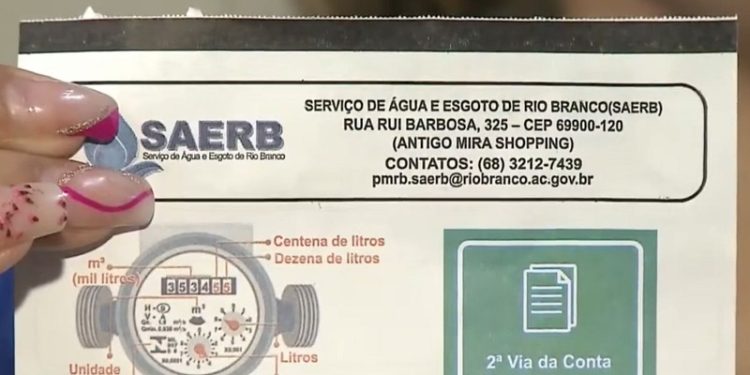 SAERB
Serviço de Água e Esgoto de Rio Branco
SERVIÇO DE ÁGUA E ESGOTO DE RIO BRANCO(SAERB)
RUA RUI BARBOSA, 325 – CEP 69900-120
(ANTIGO MIRA SHOPPING)
CONTATOS: (68) 3212-7439
pmrb.saerb@riobranco.ac.gov.br
Centena de litros
Dezena de litros
m³
(mil litros)
353455
m³
Unidade
Litros
2ª Via da Conta